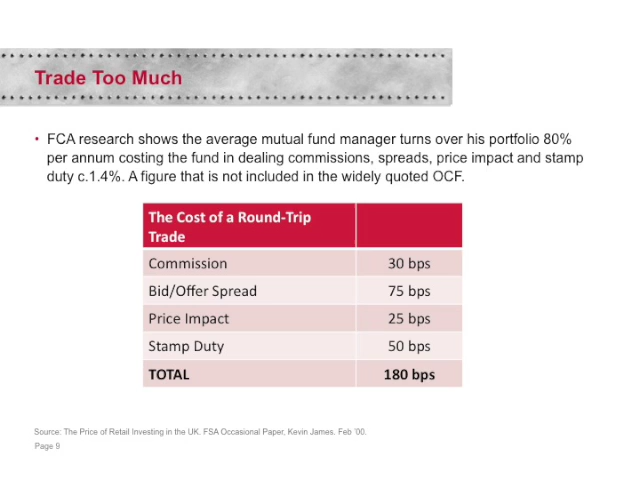 Trade Too Much
• FCA research shows the average mutual fund manager turns over his portfolio 80%
per annum costing the fund in dealing commissions, spreads, price impact and stamp
duty c.1.4%. A figure that is not included in the widely quoted OCF.
The Cost of a Round-Trip
Trade
Commission 30 bps
Bid/Offer Spread 75 bps
Price Impact 25 bps
Stamp Duty 50 bps
TOTAL 180 bps
Source: The Price of Retail Investing in the UK. FSA Occasional Paper, Kevin James. Feb '00.
Page 9